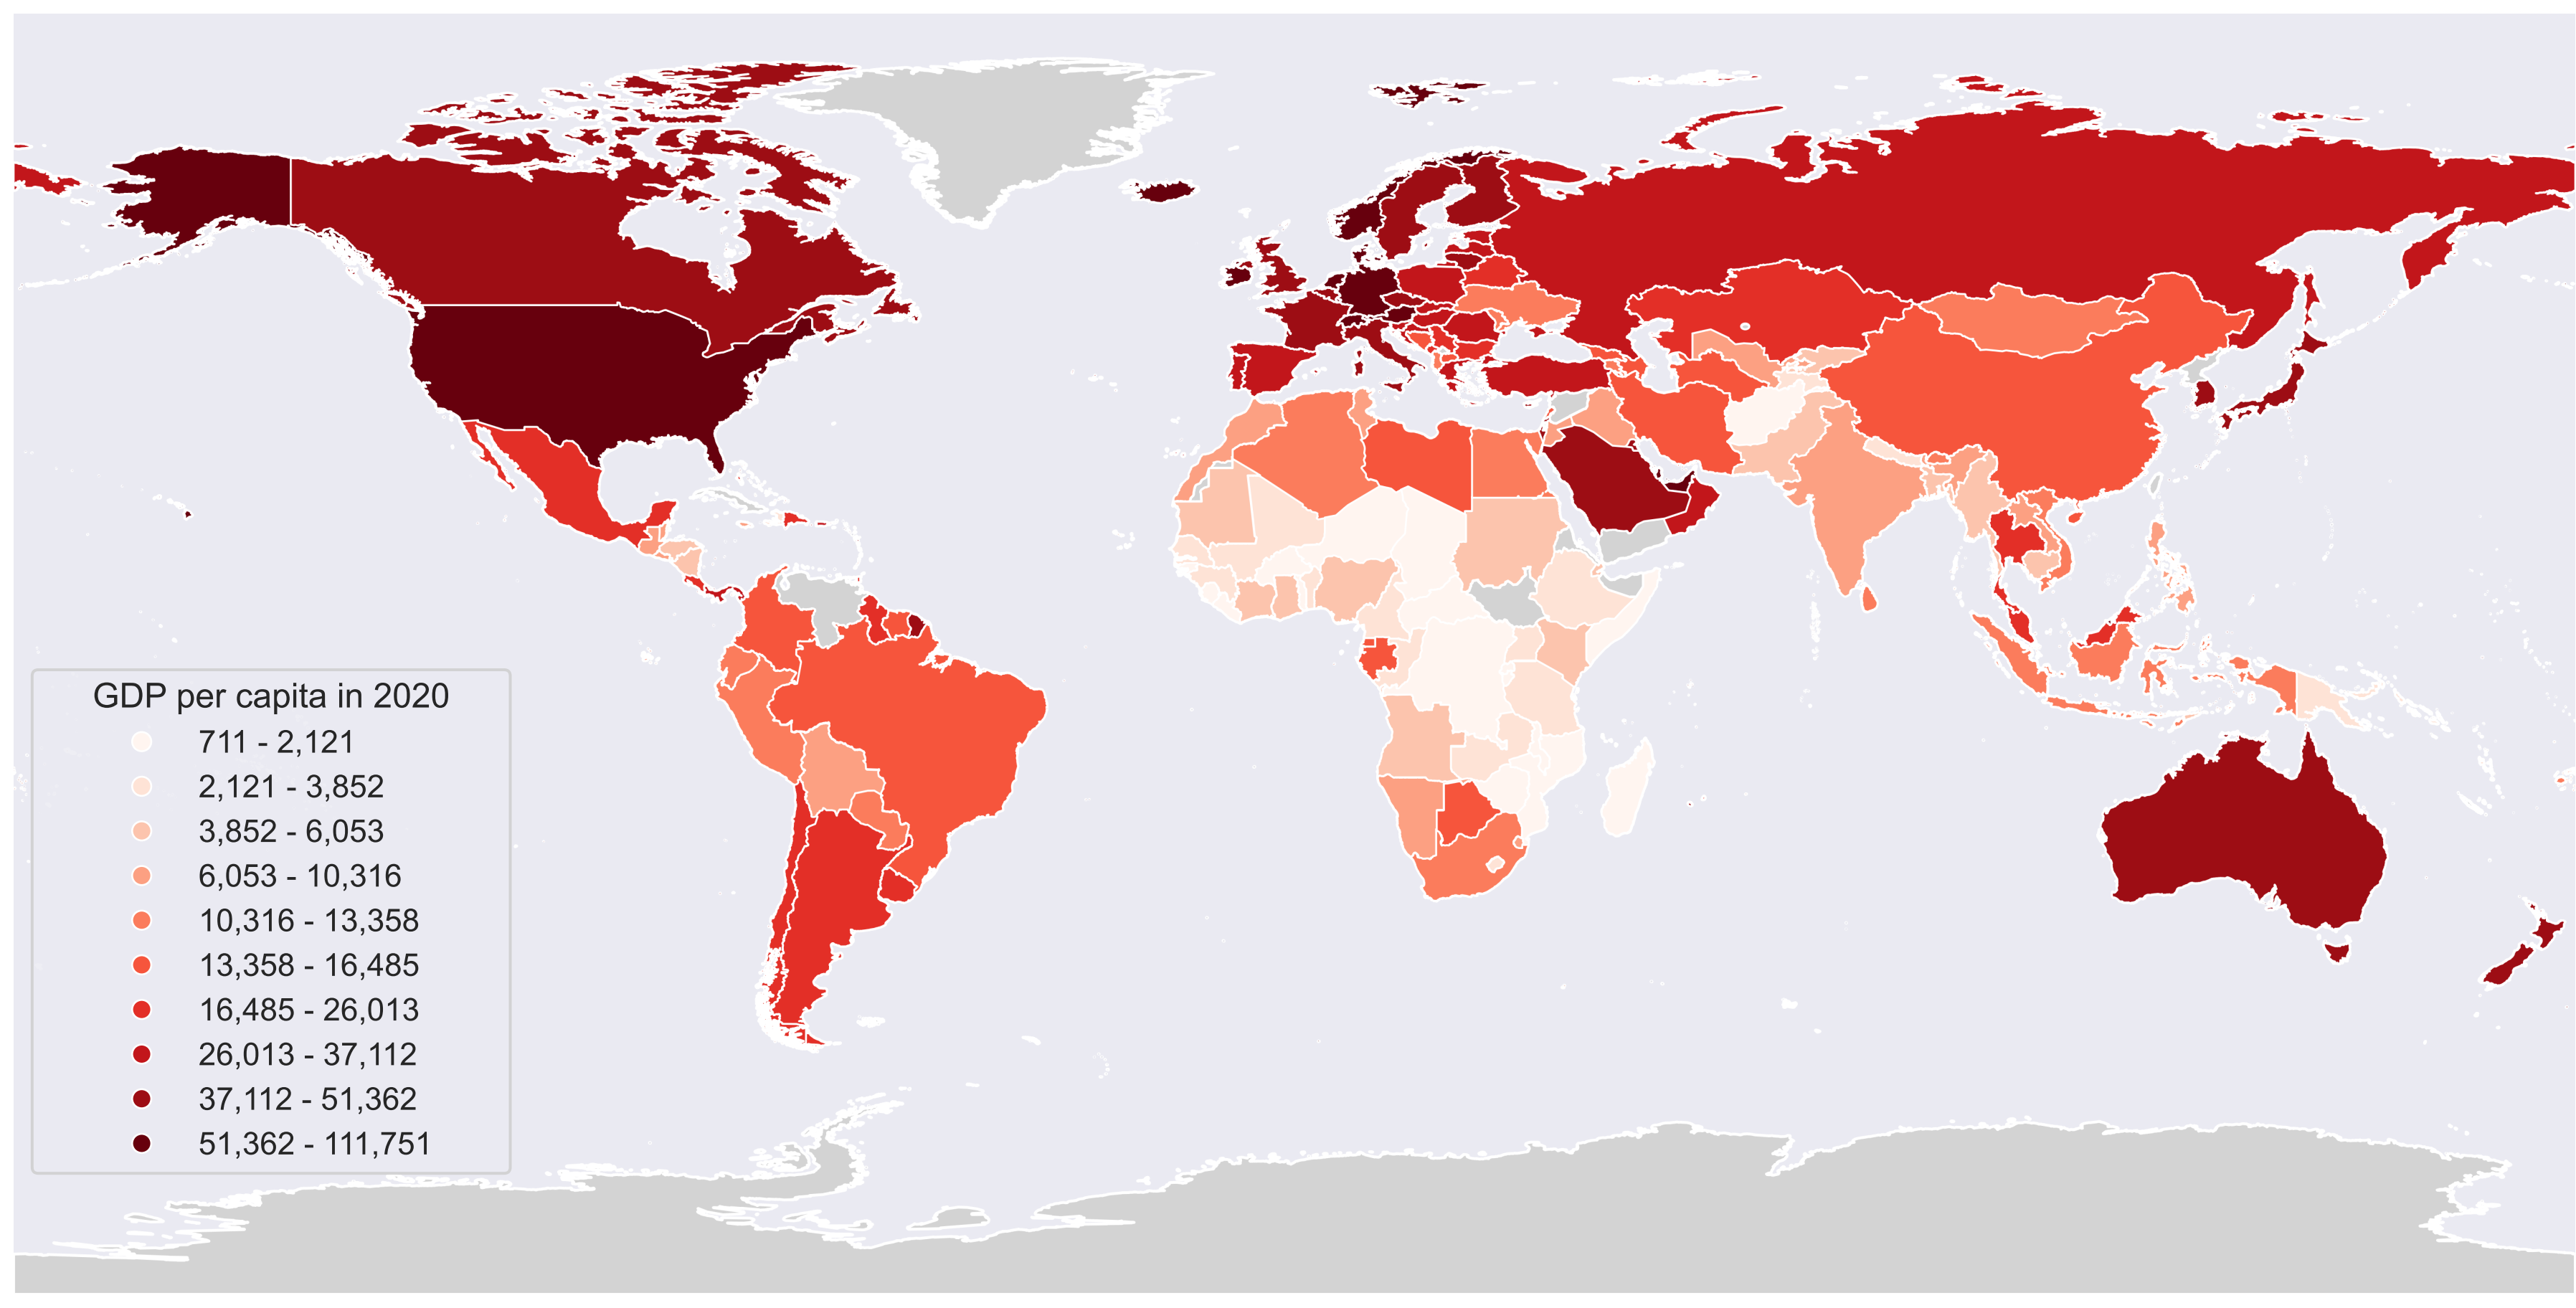 GDP per capita in 2020
711 - 2,121
2,121 - 3,852
3,852 - 6,053
6,053 - 10,316
10,316 - 13,358
13,358 - 16,485
16,485 - 26,013
26,013 - 37,112
37,112 - 51,362
51,362 - 111,751